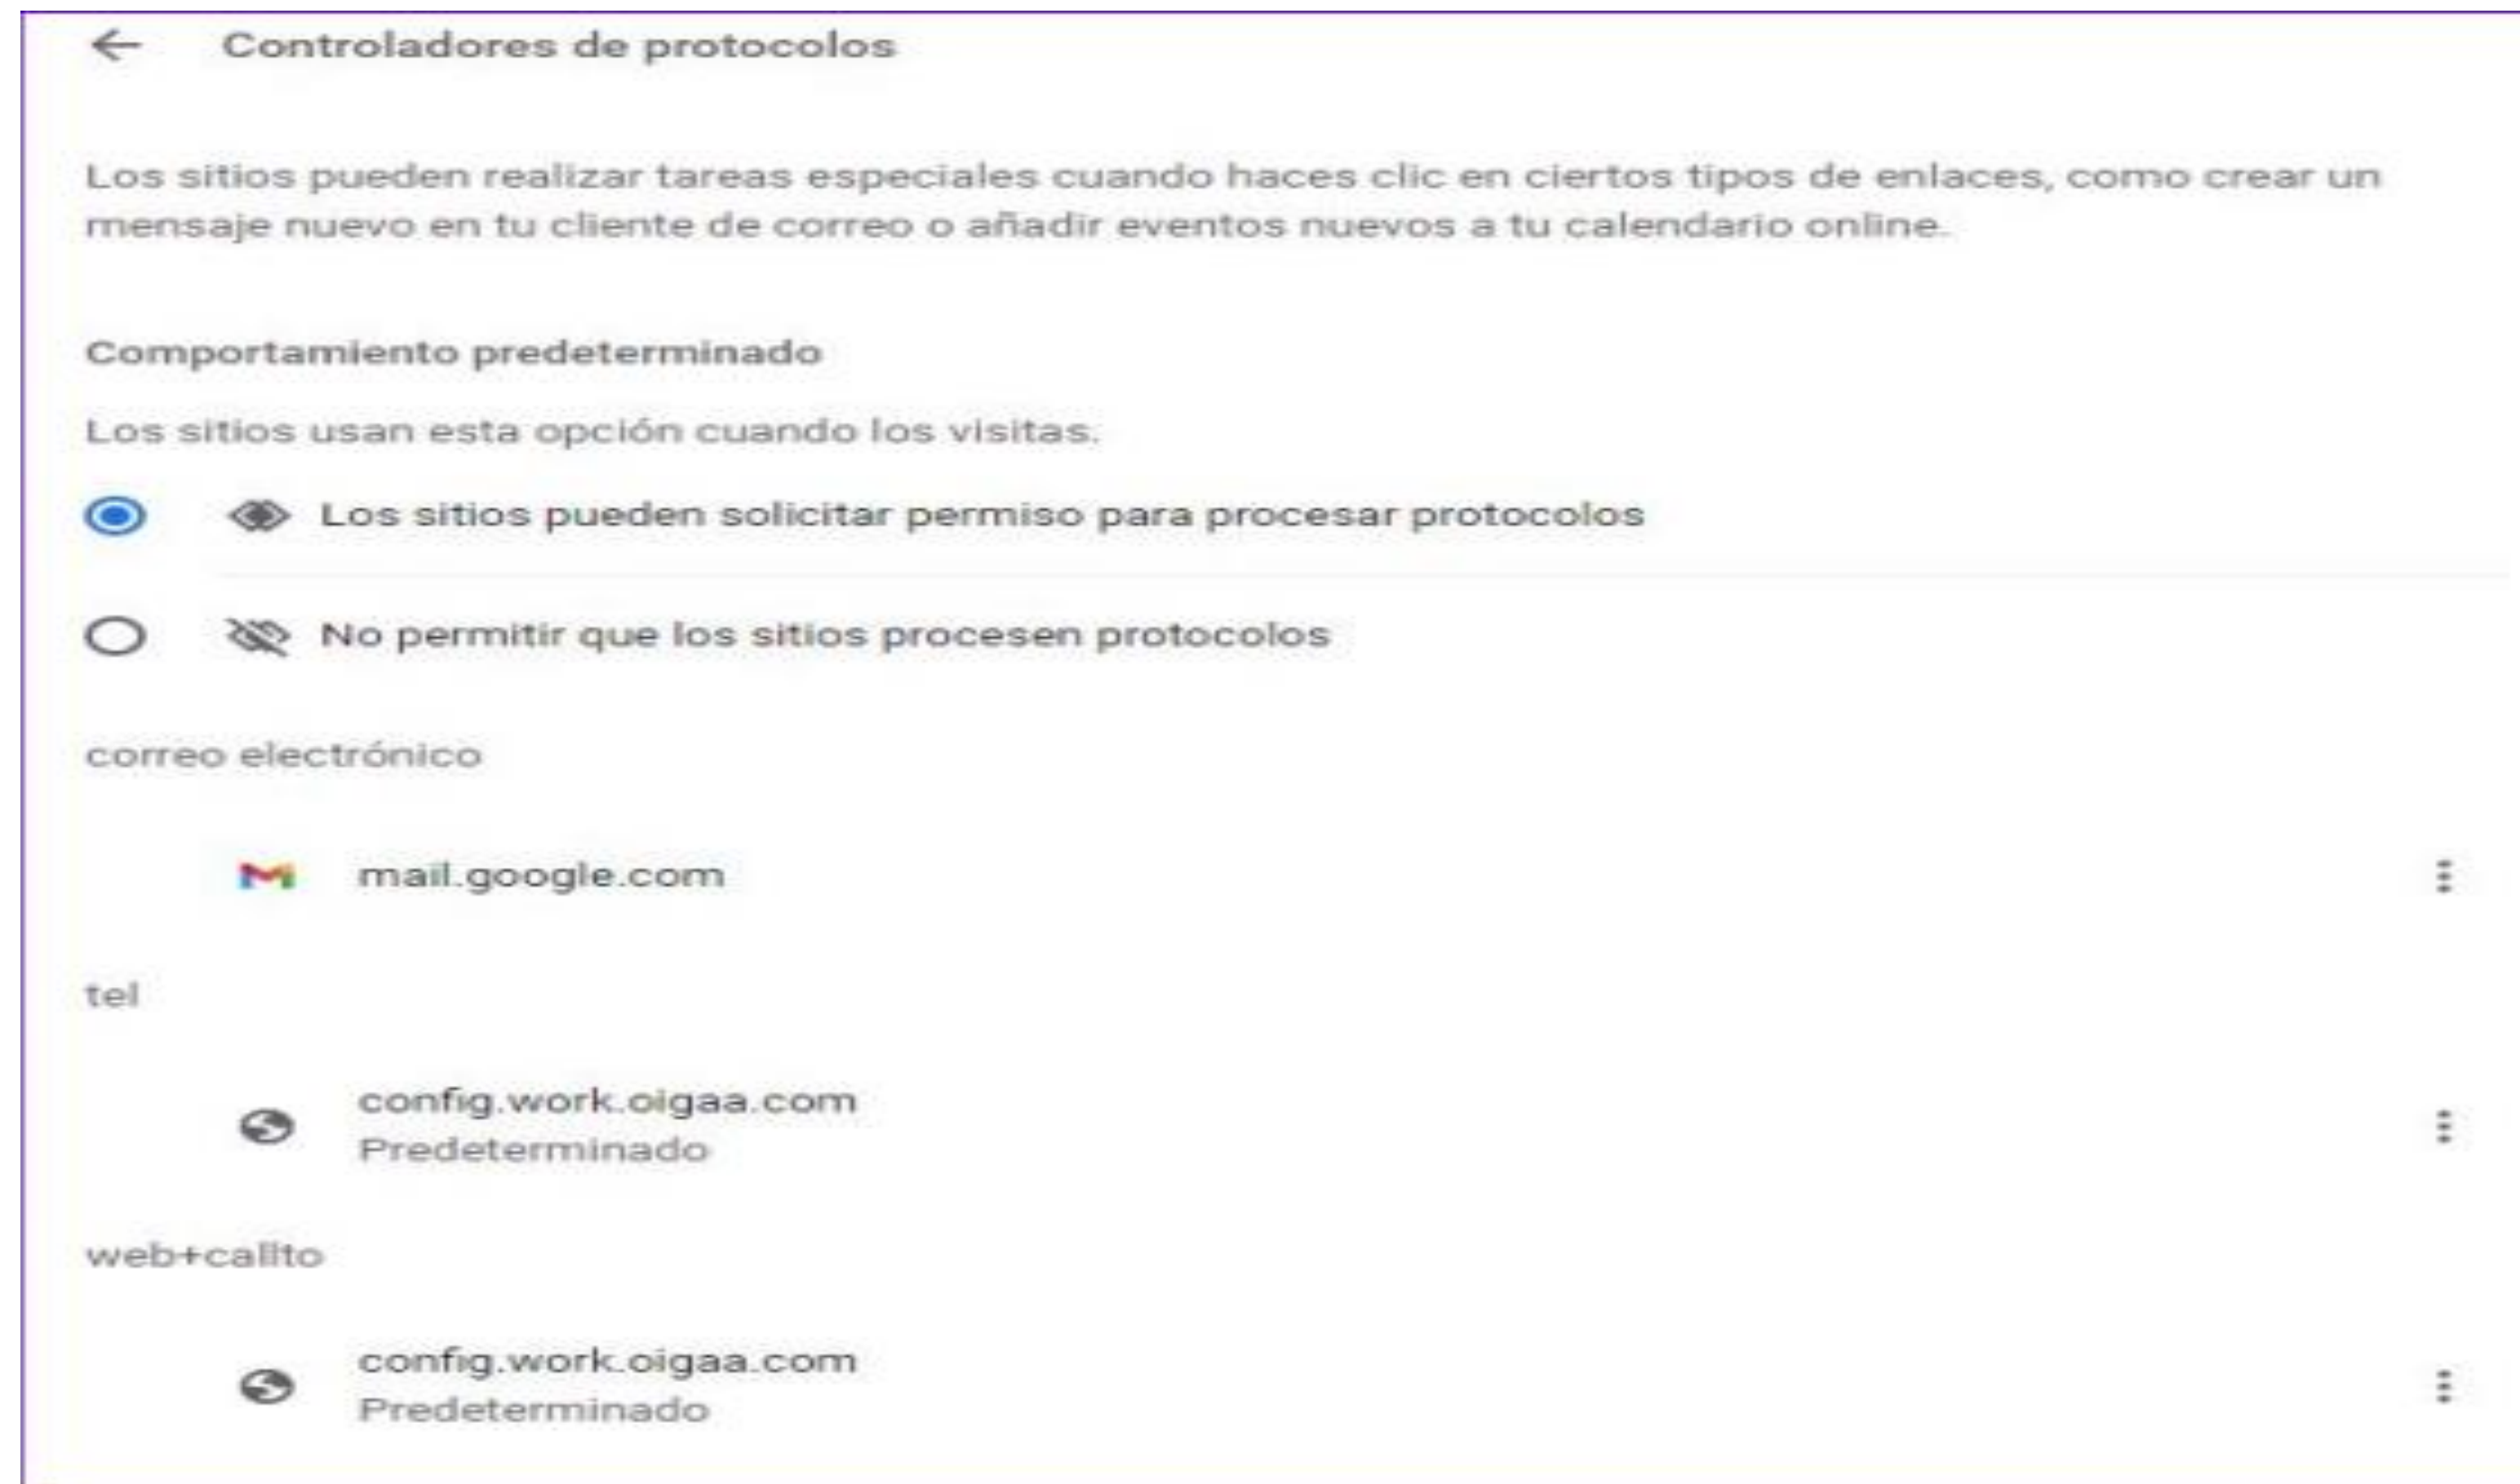 Controladores de protocolos
Los sitios pueden realizar tareas especiales cuando haces clic en ciertos tipos de enlaces, como crear un
mensaje nuevo en tu cliente de correo o añadir eventos nuevos a tu calendario online.
Comportamiento predeterminado
Los sitios usan esta opción cuando los visitas.
Los sitios pueden solicitar permiso para procesar protocolos
No permitir que los sitios procesen protocolos
correo electrónico
mail.google.com
tel
config.work.oigaa.com
Predeterminado
web+callto
config.work.oigaa.com
Predeterminado